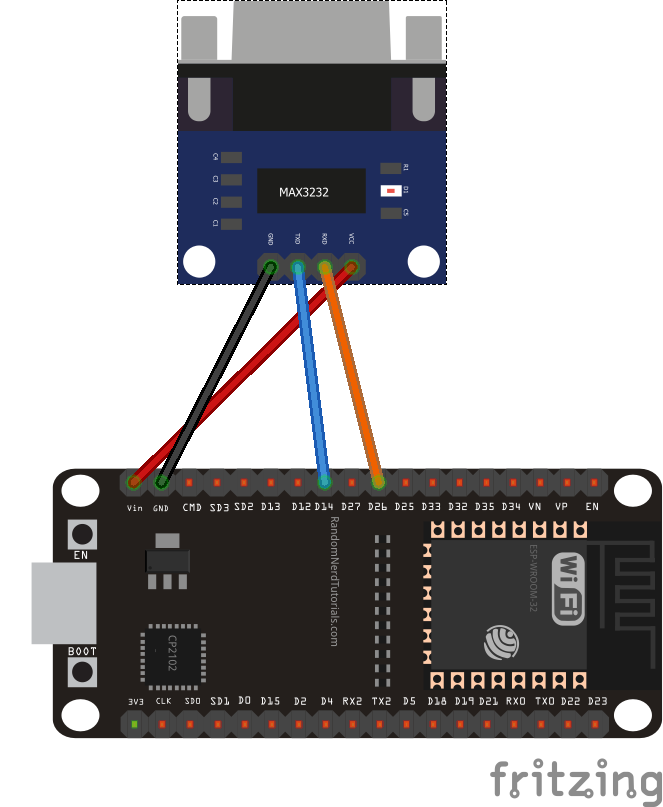 C4
C3
C2
C1
MAX3232
R1
D1
C5
GND
TXD
RXD
VCC
Vin GND CMD SD3 SD2 D13 D12 D14 D27 D26 D25 D33 D32 D35 D34 VN VP EN
EN
RandomNerdTutorials.com
ESP-WROOM-32
WiFi
CP2102
BOOT
3V3 CLK SD0 SD1 D0 D15 D2 D4 RX2 TX2 D5 D18 D19 D21 RX0 TX0 D22 D23
fritzing